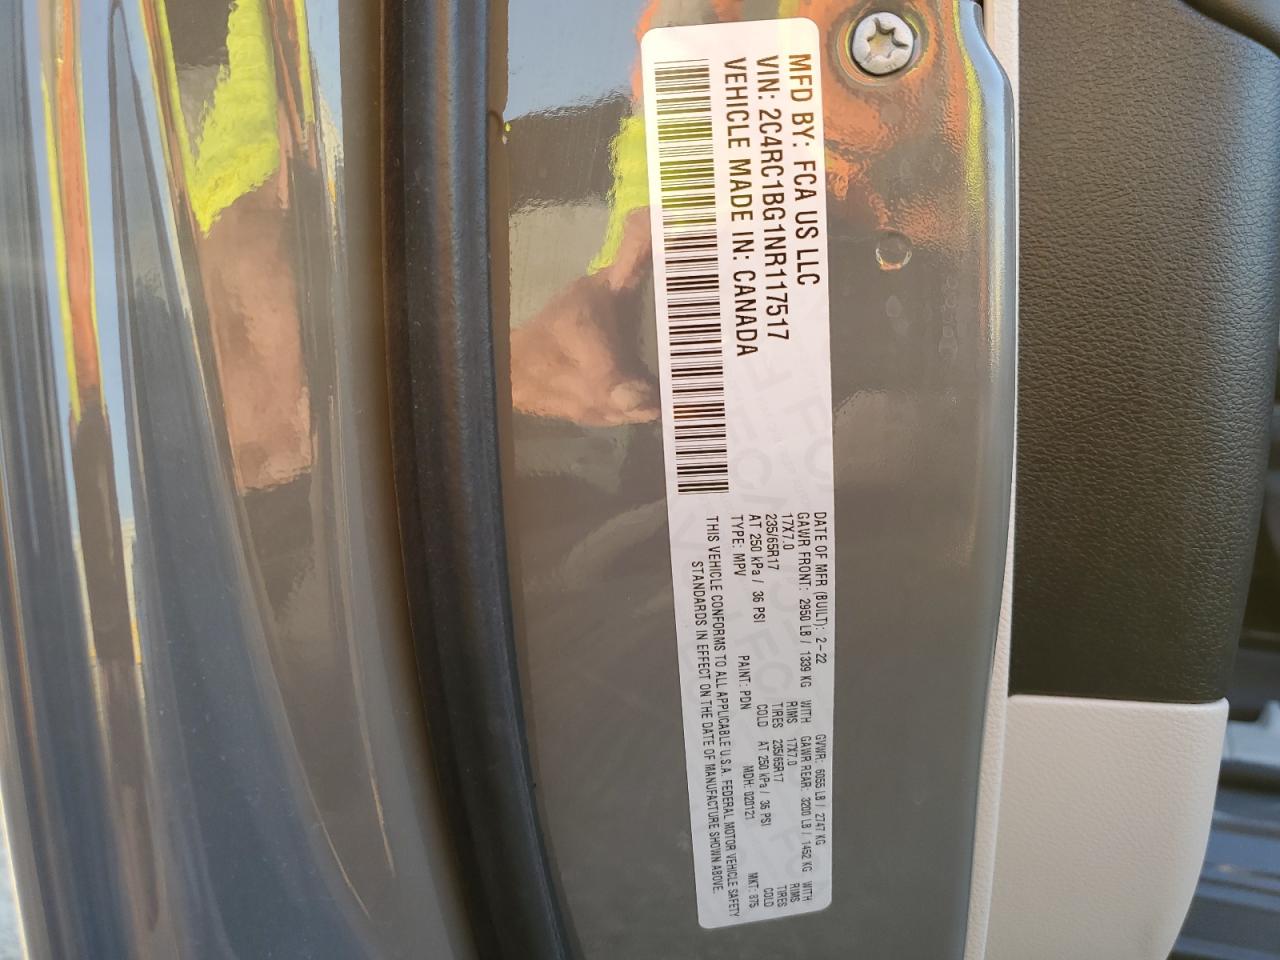 MFD BY: FCA US LLC
VIN: 2C4RC1BG1NR117517
VEHICLE MADE IN: CANADA
DATE OF MFR (BUILT): 2-22 GVWR: 6055 LB / 2747 KG
GAWR FRONT: 2950 LB / 1339 KG WITH GAWR REAR: 3200 LB / 1452 KG WITH
17X7.0 RIMS 17X7.0 RIMS
235/65R17 TIRES 235/65R17 TIRES
AT 250 kPa / 36 PSI COLD AT 250 kPa / 36 PSI COLD
TYPE: MPV PAINT: PDN MDH: 020121 MKT: 875
THIS VEHICLE CONFORMS TO ALL APPLICABLE U.S.A. FEDERAL MOTOR VEHICLE SAFETY
STANDARDS IN EFFECT ON THE DATE OF MANUFACTURE SHOWN ABOVE.